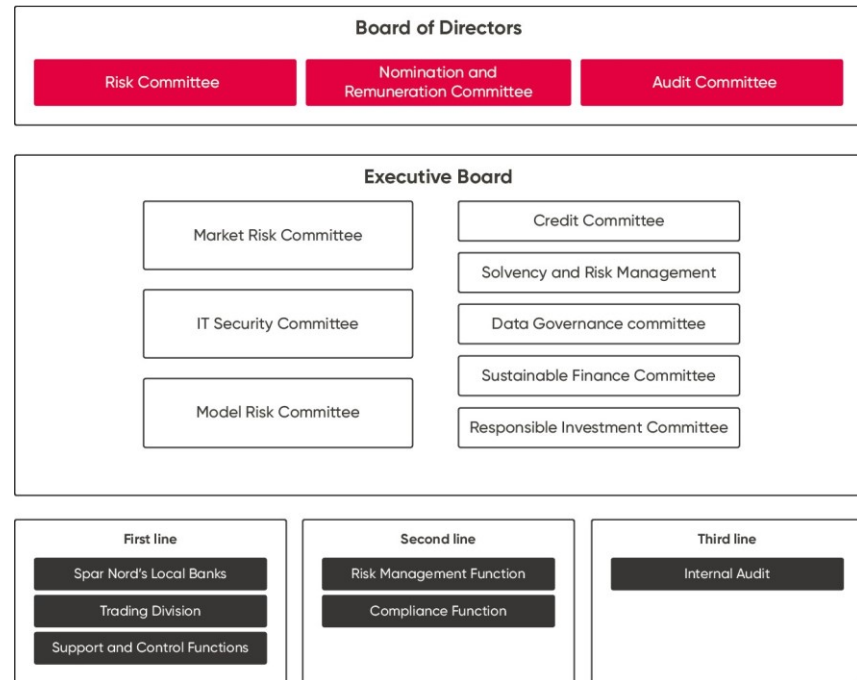 Board of Directors
Risk Committee
Nomination and
Remuneration Committee
Audit Committee
Executive Board
Market Risk Committee
IT Security Committee
Model Risk Committee
Credit Committee
Solvency and Risk Management
Data Governance committee
Sustainable Finance Committee
Responsible Investment Committee
First line
Spar Nord's Local Banks
Trading Division
Support and Control Functions
Second line
Risk Management Function
Compliance Function
Third line
Internal Audit